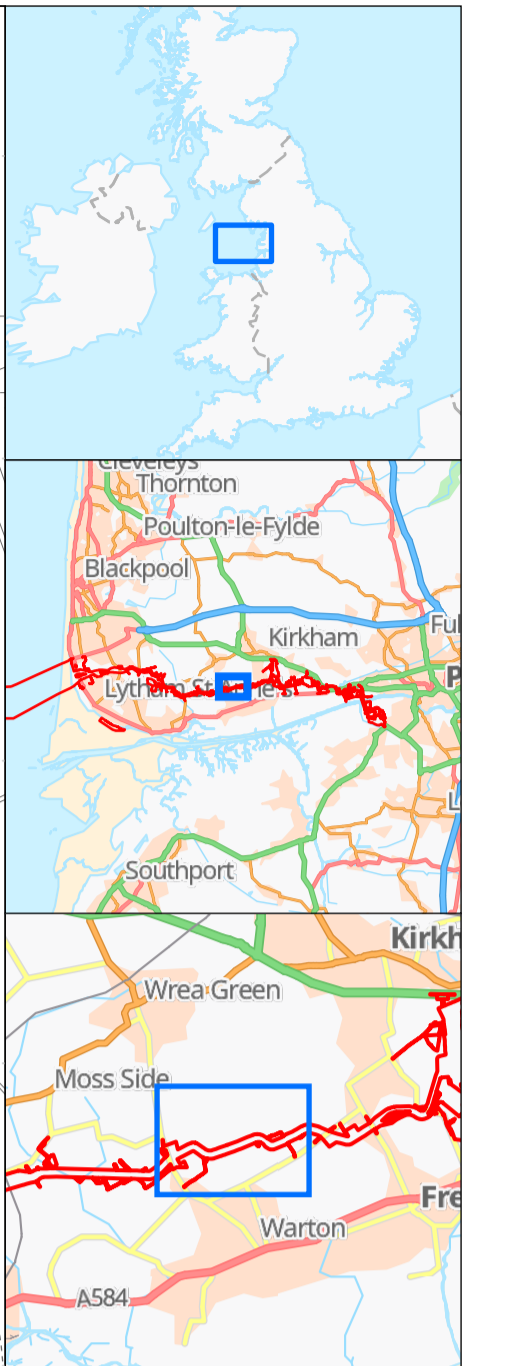 Cleveleys
Thornton
Poulton-le-Fylde
Blackpool
Ful
Kirkham
P
Lytham St Anne's
L
Southport
Kirkh
Wrea Green
Moss Side
Fre
Warton
A584